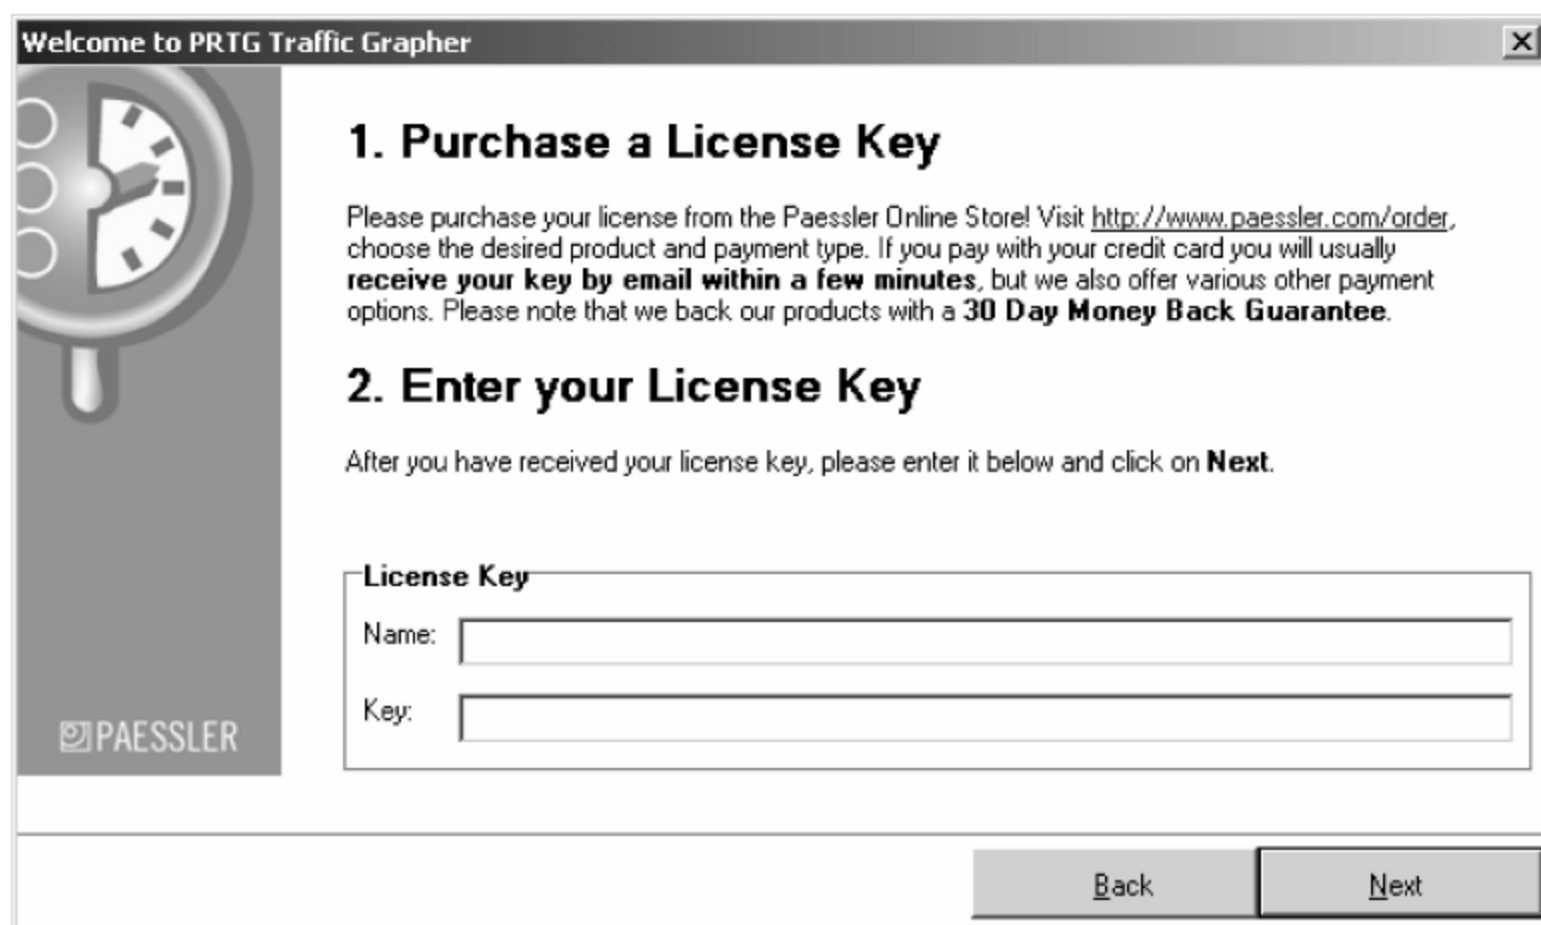 Welcome to PRTG Traffic Grapher
1. Purchase a License Key
Please purchase your license from the Paessler Online Store! Visit http://www.paessler.com/order,
choose the desired product and payment type. If you pay with your credit card you will usually
receive your key by email within a few minutes, but we also offer various other payment
options. Please note that we back our products with a 30 Day Money Back Guarantee.
2. Enter your License Key
After you have received your license key, please enter it below and click on Next.
License Key
Name:
Key:
PAESSLER
Back
Next